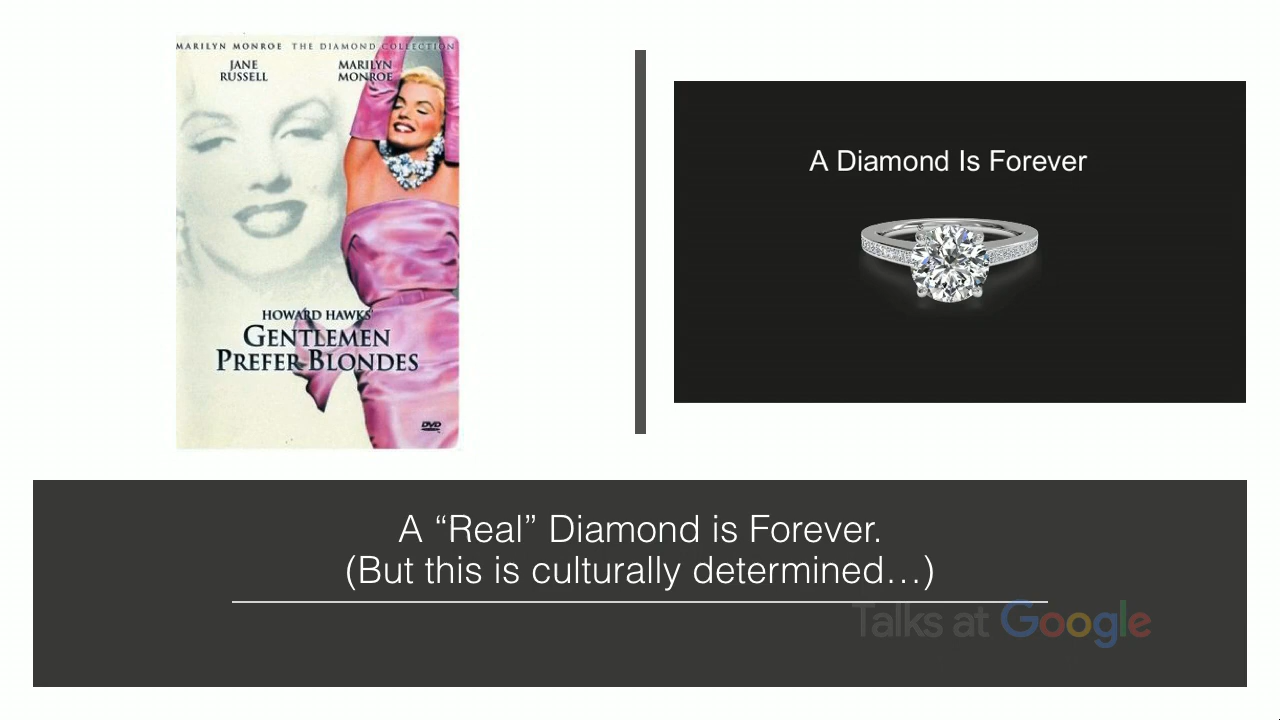 MARILYN MONROE THE DIAMOND COLLECTION
JANE
RUSSELL
MARILYN
MONROE
HOWARD HAWKS'
GENTLEMEN
PREFER BLONDES
DVD
A Diamond Is Forever
A “Real” Diamond is Forever.
(But this is culturally determined…)
Talks at Google